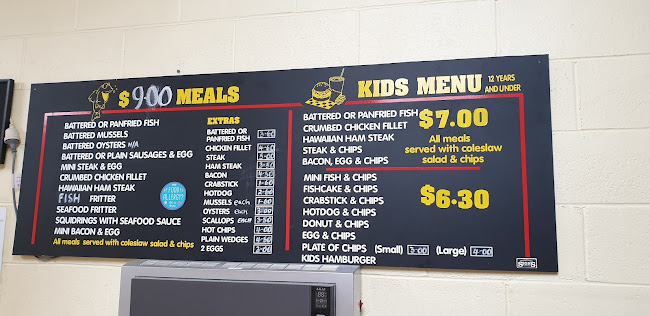 $ 9.00 MEALS
BATTERED OR PANFRIED FISH
BATTERED MUSSELS
BATTERED OYSTERS N/A
BATTERED OR PLAIN SAUSAGES & EGG
MINI STEAK & EGG
CRUMBED CHICKEN FILLET
HAWAIIAN HAM STEAK
FISH FRITTER
SEAFOOD FRITTER
SQUIDRINGS WITH SEAFOOD SAUCE
MINI BACON & EGG
All meals served with coleslaw salad & chips
FOOD
ALLERGY?
EXTRAS
BATTERED OR
PANFRIED FISH
CHICKEN FILLET
STEAK
HAM STEAK
BACON
CRABSTICK
HOTDOG
MUSSELS each
OYSTERS each
SCALLOPS each
HOT CHIPS
PLAIN WEDGES
2 EGGS
KIDS MENU 12 YEARS
AND UNDER
BATTERED OR PANFRIED FISH
CRUMBED CHICKEN FILLET
HAWAIIAN HAM STEAK
STEAK & CHIPS
BACON, EGG & CHIPS
$7.00
All meals
served with coleslaw
salad & chips
MINI FISH & CHIPS
FISHCAKE & CHIPS
CRABSTICK & CHIPS
HOTDOG & CHIPS
DONUT & CHIPS
EGG & CHIPS
PLATE OF CHIPS (Small) 3.00 (Large) 4.00
KIDS HAMBURGER
$6.30
SIGNS